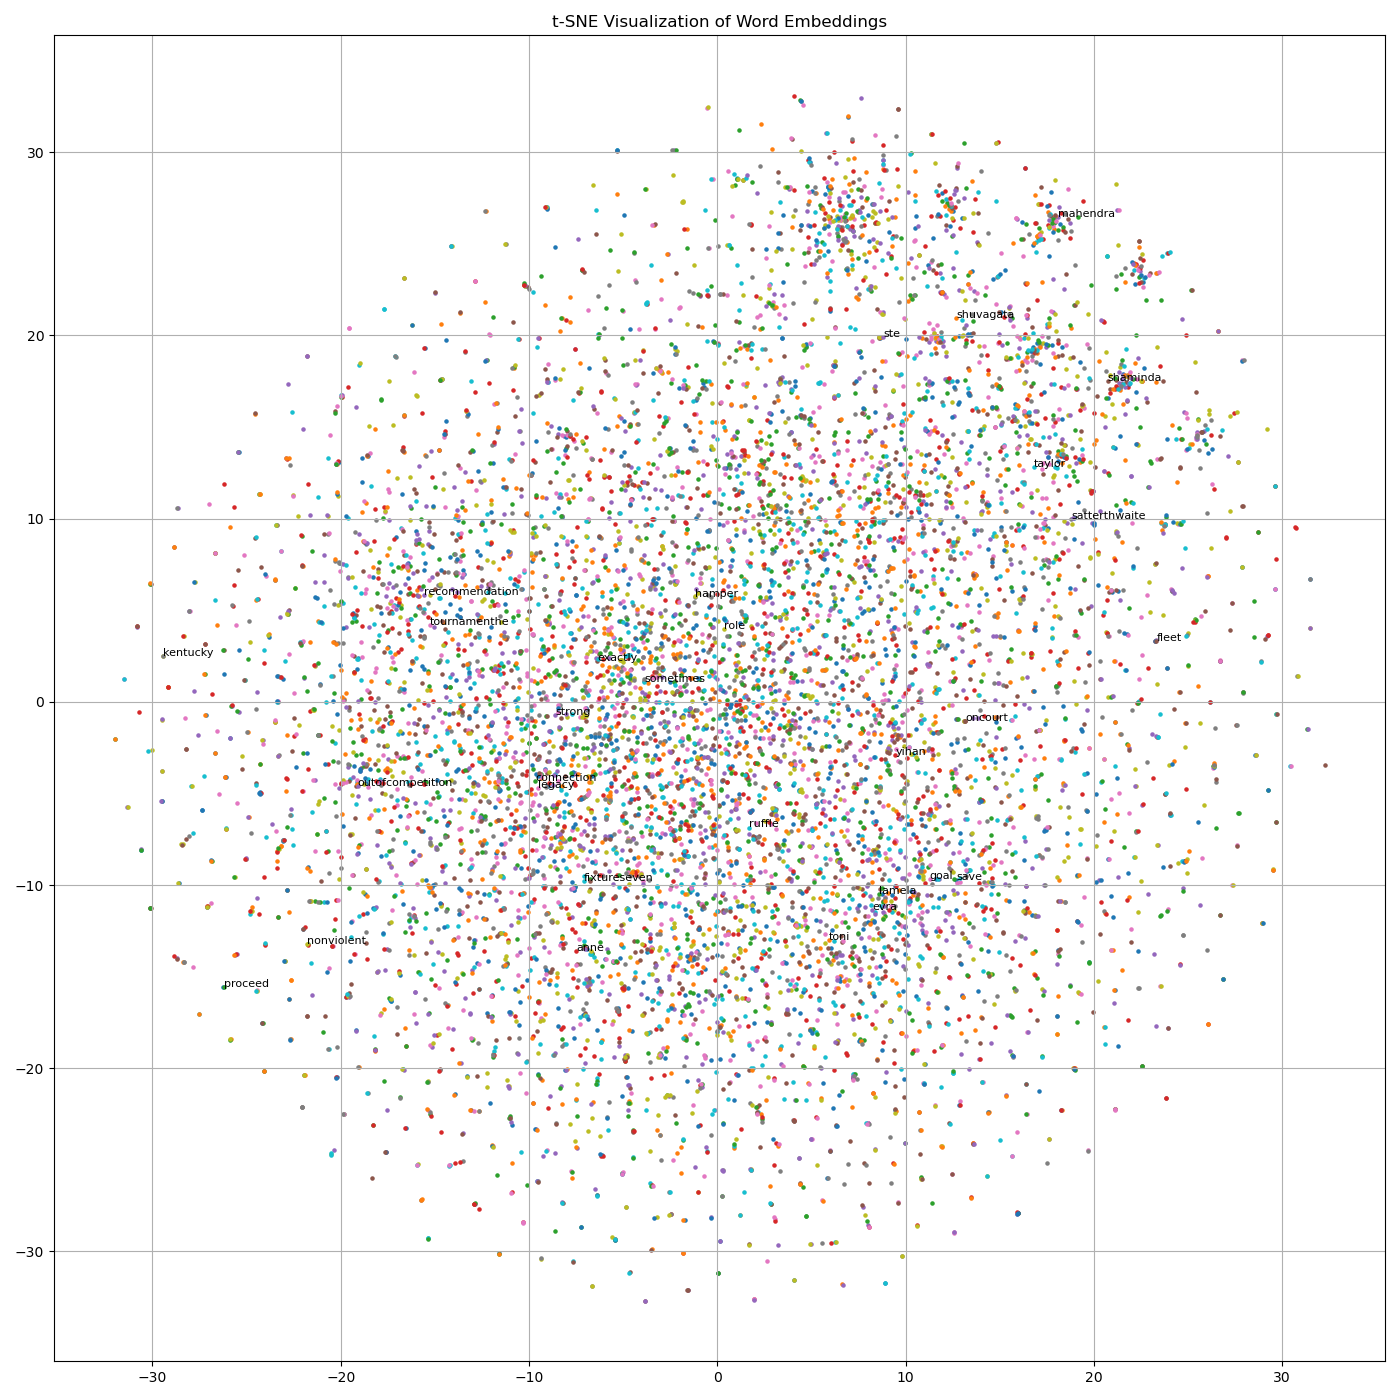 t-SNE Visualization of Word Embeddings
30
mahendra
shuvagata
20
ste
shaminda
taylor
10
satterthwaite
recommendation
hamper
tournamenthe
role
fleet
kentucky
exactly
sometimes
0
strong
oncourt
yihan
connection
outofcompetition
legacy
ruffle
fixtureseven
goal
save
−10
lamela
evra
toni
nonviolent
anne
proceed
−20
−30
−30
−20
−10
0
10
20
30